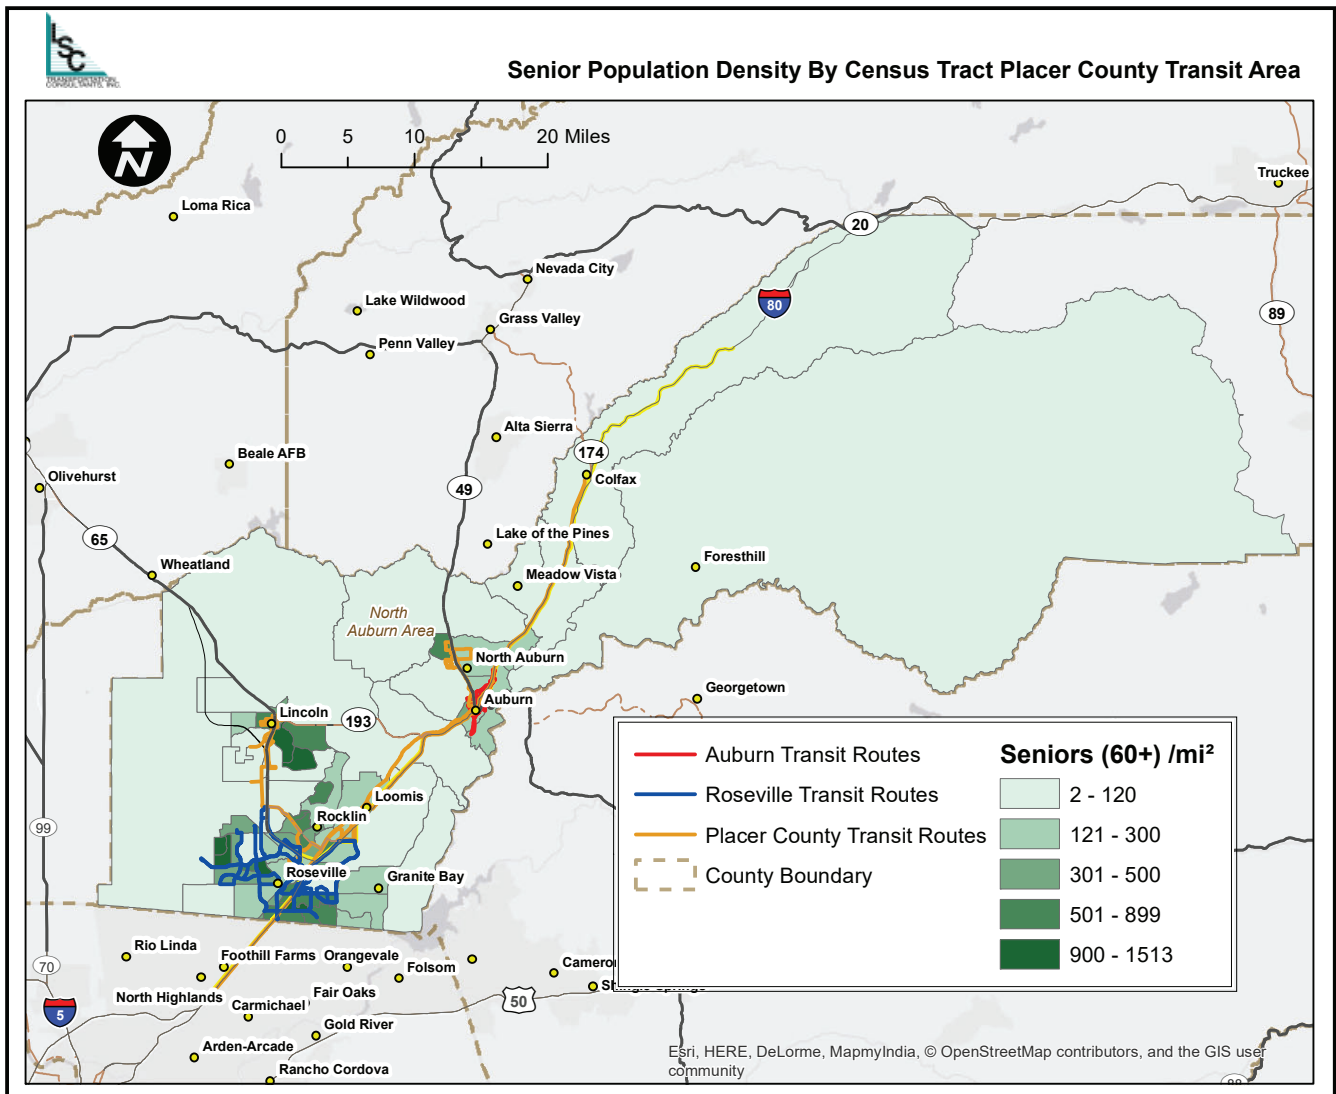 LSC
TRANSPORTATION
CONSULTANTS, INC.
Senior Population Density By Census Tract Placer County Transit Area
N
0 5 10 20 Miles
Truckee
Loma Rica
20
Nevada City
80
Lake Wildwood
Grass Valley
89
Penn Valley
Alta Sierra
174
Beale AFB
Colfax
Olivehurst
49
65
Lake of the Pines
Foresthill
Wheatland
Meadow Vista
North
Auburn Area
North Auburn
Georgetown
Auburn
Lincoln
193
Loomis
Rocklin
99
Roseville
Granite Bay
Auburn Transit Routes
Roseville Transit Routes
Placer County Transit Routes
County Boundary
Seniors (60+) /mi²
2 - 120
121 - 300
301 - 500
501 - 899
900 - 1513
Rio Linda
Foothill Farms
Orangevale
Folsom
70
North Highlands
Fair Oaks
Carmichael
50
5
Gold River
Arden-Arcade
Rancho Cordova
Esri, HERE, DeLorme, MapmyIndia, © OpenStreetMap contributors, and the GIS user
community